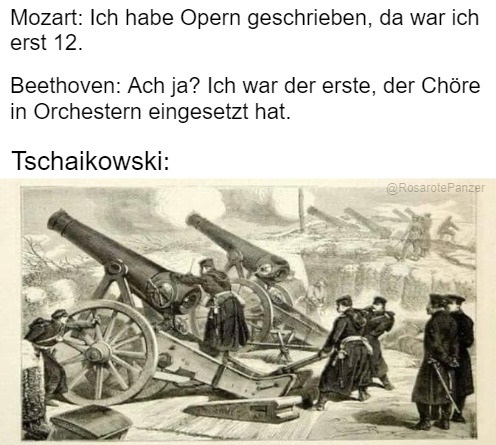 Mozart: Ich habe Opern geschrieben, da war ich
erst 12.
Beethoven: Ach ja? Ich war der erste, der Chöre
in Orchestern eingesetzt hat.
Tschaikowski:
@RosarotePanzer